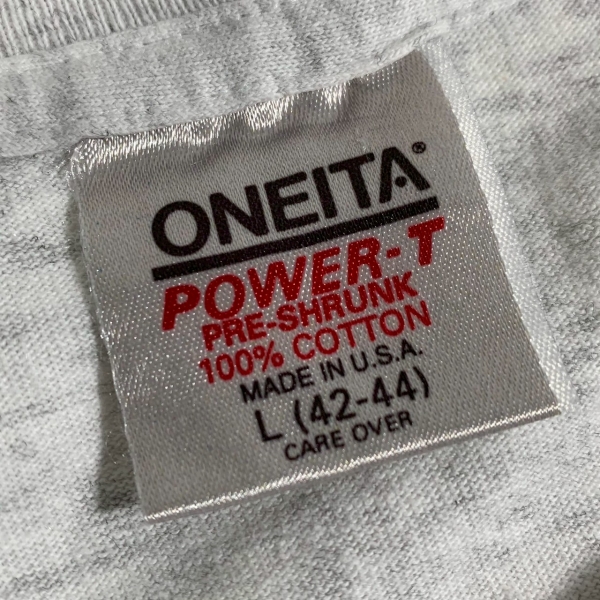 ONEITA®
POWER-T
PRE-SHRUNK
100% COTTON
MADE IN U.S.A.
L (42-44)
CARE OVER